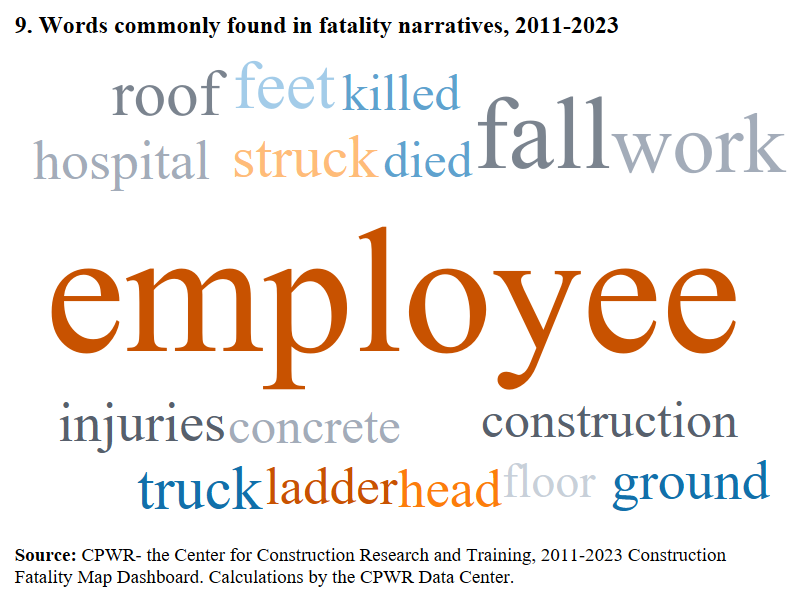 9. Words commonly found in fatality narratives, 2011-2023
roof feet killed fall work
hospital struck died
employee
injuries concrete construction
truck ladder head floor ground
Source: CPWR- the Center for Construction Research and Training, 2011-2023 Construction
Fatality Map Dashboard. Calculations by the CPWR Data Center.